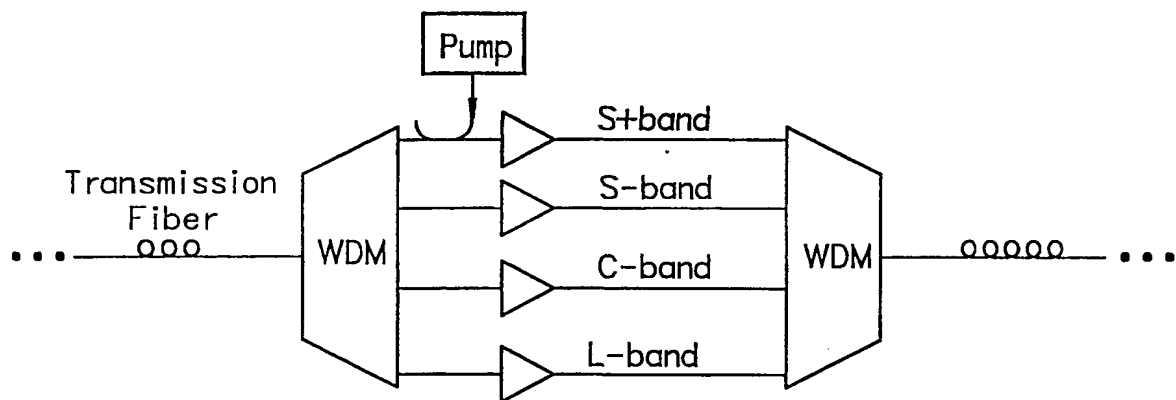 Pump
S+band
Transmission
Fiber
S-band
WDM
C-band
WDM
L-band